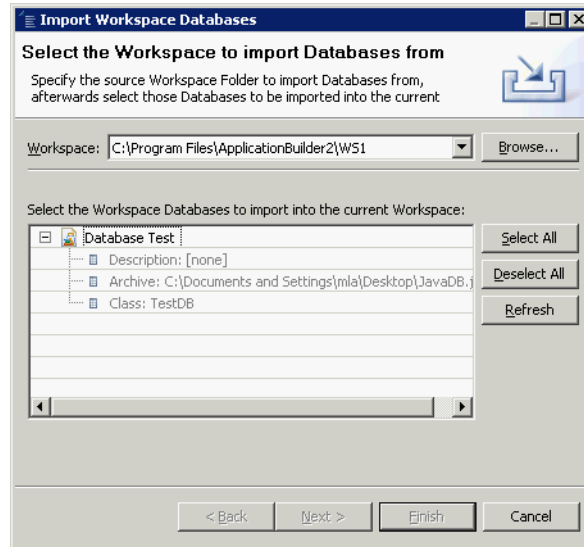 Import Workspace Databases
Select the Workspace to import Databases from
Specify the source Workspace Folder to import Databases from,
afterwards select those Databases to be imported into the current
Workspace: C:\Program Files\ApplicationBuilder2\WS1 Browse...
Select the Workspace Databases to import into the current Workspace:
Database Test Select All
Description: [none]
Archive: C:\Documents and Settings\mla\Desktop\JavaDB.j Deselect All
Class: TestDB Refresh
< Back Next > Finish Cancel